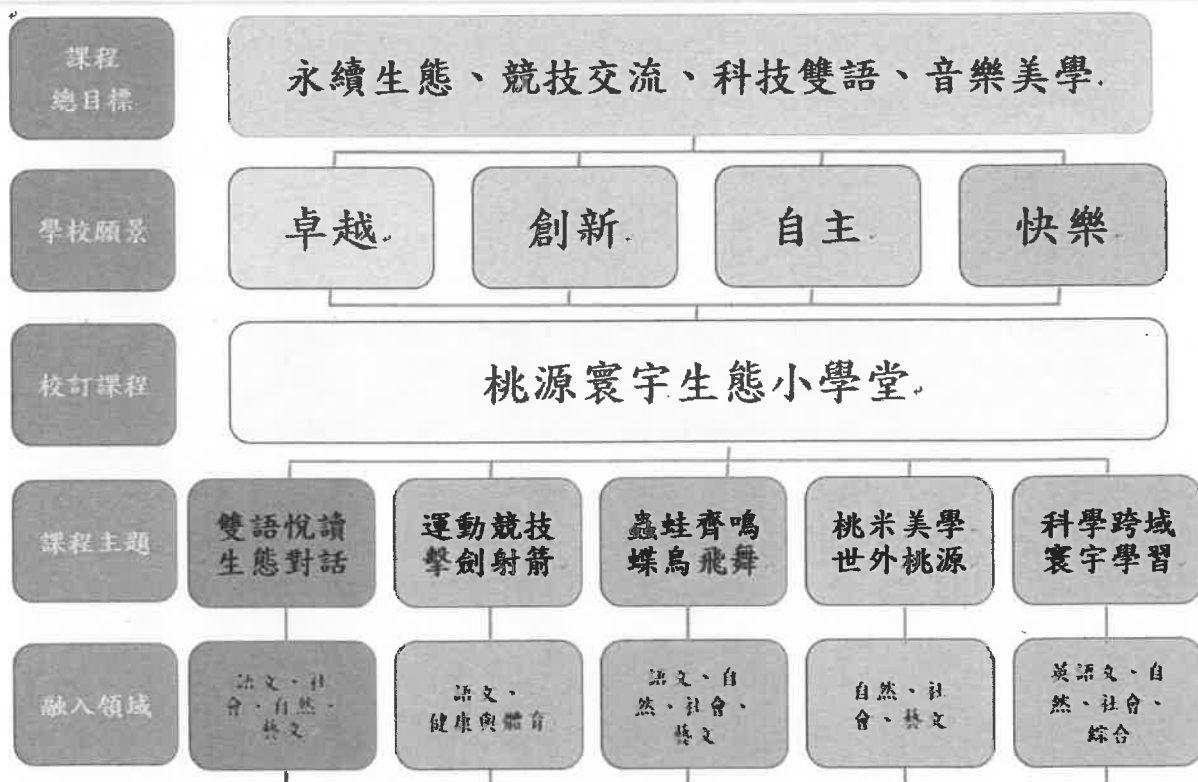 課程
總目標
永續生態、競技交流、科技雙語、音樂美學
學校願景
卓越
創新
自主
快樂
校訂課程
桃源寰宇生態小學堂
課程主題
雙語悅讀
生態對話
運動競技
擊劍射箭
蟲蛙齊鳴
蝶鳥飛舞
桃米美學
世外桃源
科學跨域
寰宇學習
融入領域
語文、社
會、自然、
藝文
語文、
健康與體育
語文、自
然、社會、
藝文
自然、社
會、藝文
英語文、自
然、社會、
綜合